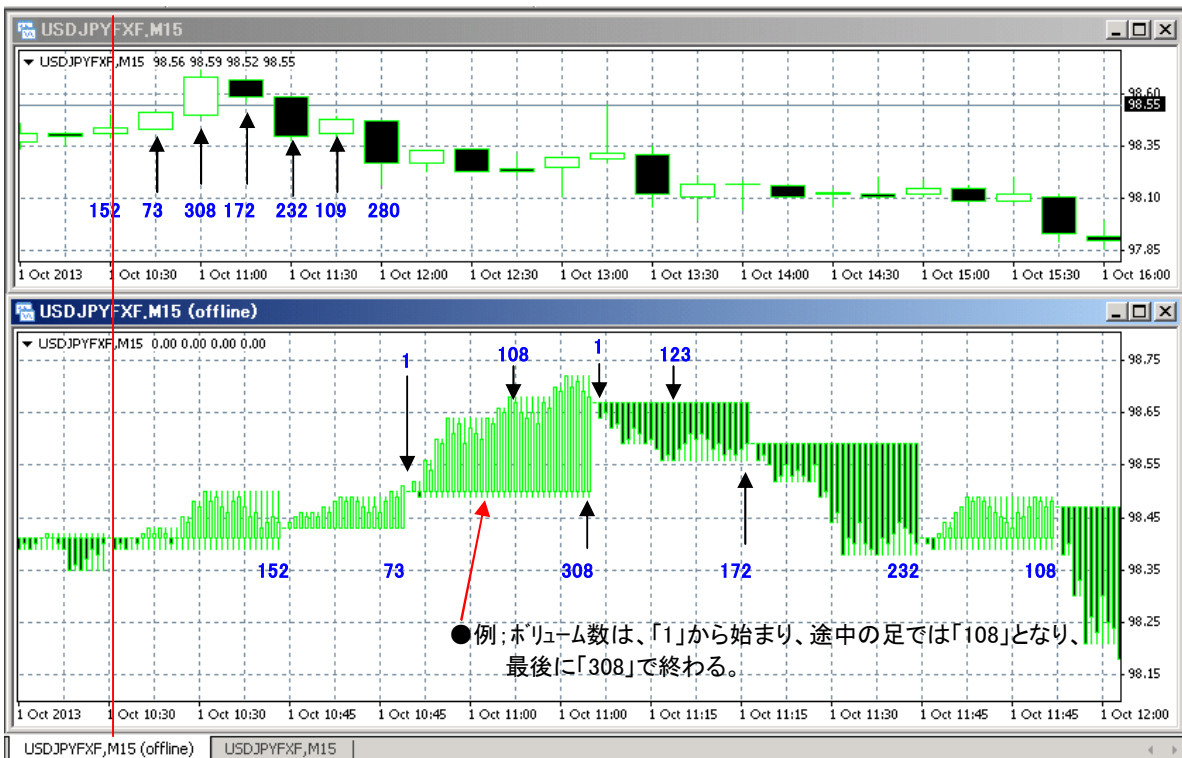 USDJPYFXF,M15
USDJPYFXF,M15 98.56 98.59 98.52 98.55
98.60
98.55
98.35
98.10
97.85
152 73 308 172 232 109 280
1 Oct 2013 1 Oct 10:30 1 Oct 11:00 1 Oct 11:30 1 Oct 12:00 1 Oct 12:30 1 Oct 13:00 1 Oct 13:30 1 Oct 14:00 1 Oct 14:30 1 Oct 15:00 1 Oct 15:30 1 Oct 16:00
USDJPYFXF,M15 (offline)
USDJPYFXF,M15 0.00 0.00 0.00 0.00
1 108 1 123
98.75
98.65
98.55
98.45
98.35
98.25
98.15
152 73 308 172 232 108
●例;ボリューム数は、「1」から始まり、途中の足では「108」となり、
最後に「308」で終わる。
1 Oct 2013 1 Oct 10:30 1 Oct 10:30 1 Oct 10:45 1 Oct 10:45 1 Oct 11:00 1 Oct 11:00 1 Oct 11:15 1 Oct 11:15 1 Oct 11:30 1 Oct 11:45 1 Oct 11:45 1 Oct 12:00
USDJPYFXF,M15 (offline) USDJPYFXF,M15